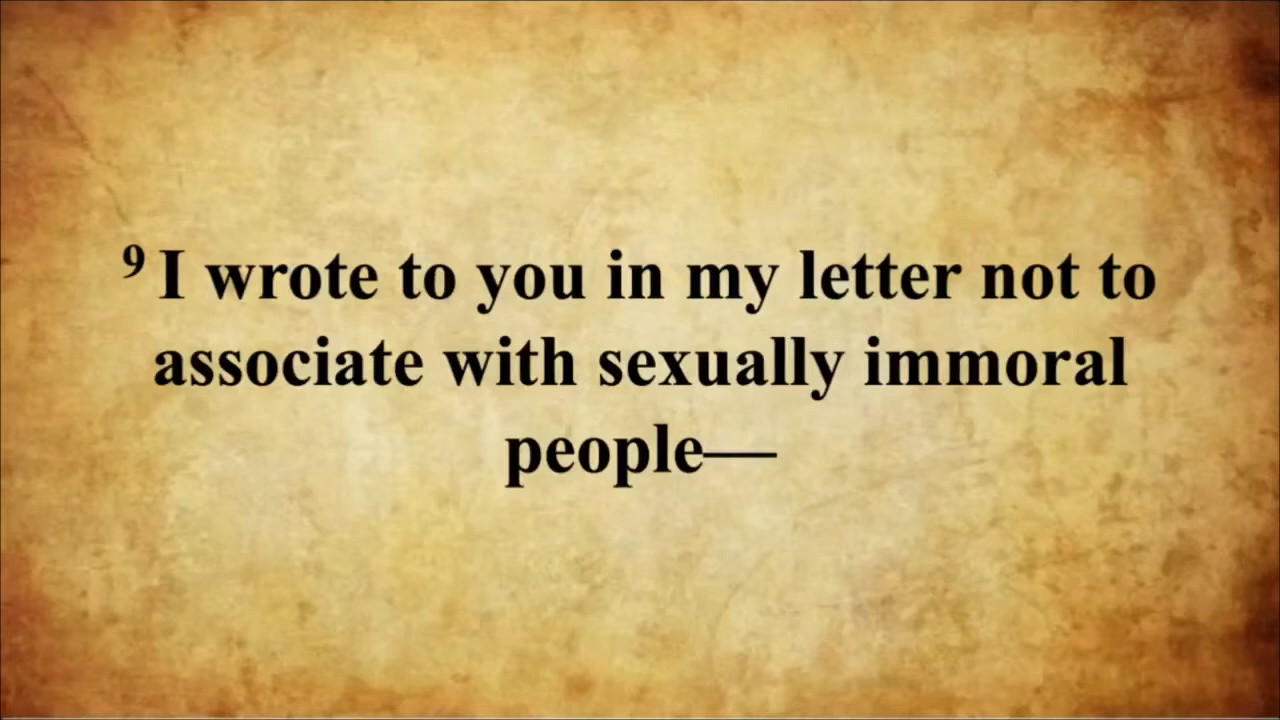 ⁹ I wrote to you in my letter not to
associate with sexually immoral
people—